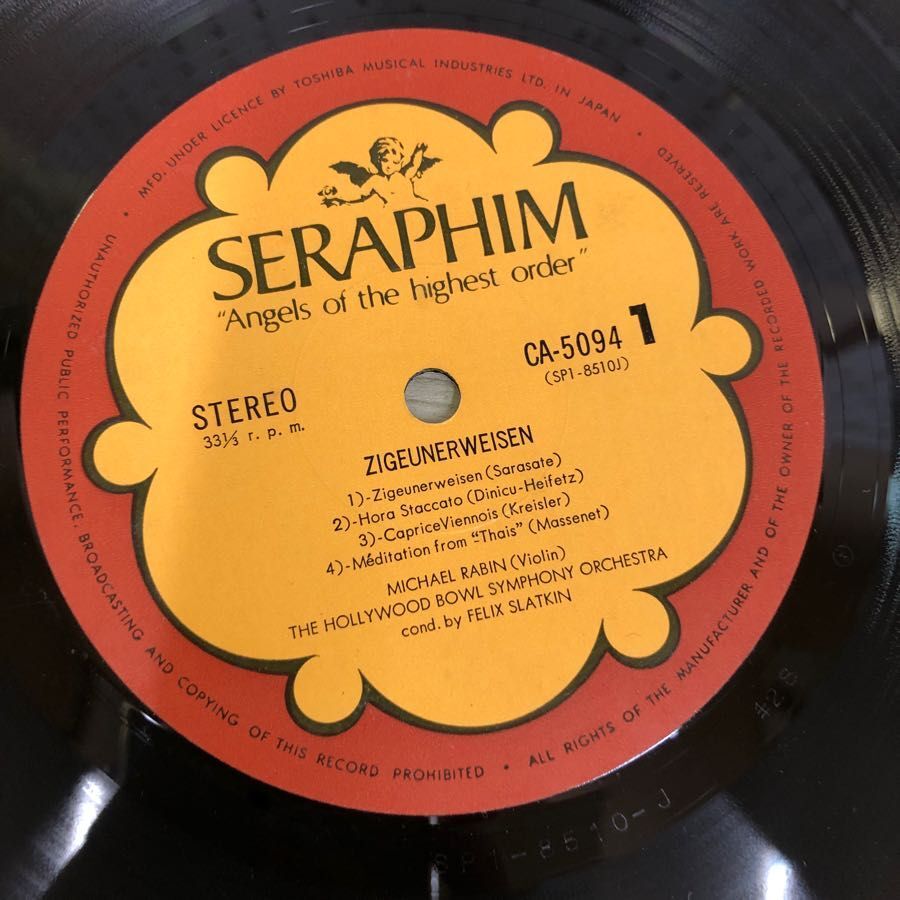 MFD. UNDER LICENCE BY TOSHIBA MUSICAL INDUSTRIES LTD. IN JAPAN •
SERAPHIM
"Angels of the highest order"
CA-5094 1
(SP1-8510J)
STEREO
33⅓ r. p. m.
ZIGEUNERWEISEN
1)-Zigeunerweisen (Sarasate)
2)-Hora Staccato (Dinicu-Heifetz)
3)-Caprice Viennois (Kreisler)
4)-Méditation from "Thais" (Massenet)
MICHAEL RABIN (Violin)
THE HOLLYWOOD BOWL SYMPHONY ORCHESTRA
cond. by FELIX SLATKIN
• UNAUTHORIZED PUBLIC PERFORMANCE, BROADCASTING AND COPYING OF THIS RECORD PROHIBITED •
ALL RIGHTS OF THE MANUFACTURER AND OF THE OWNER OF THE RECORDED WORK ARE RESERVED
428
SP1-8510-J